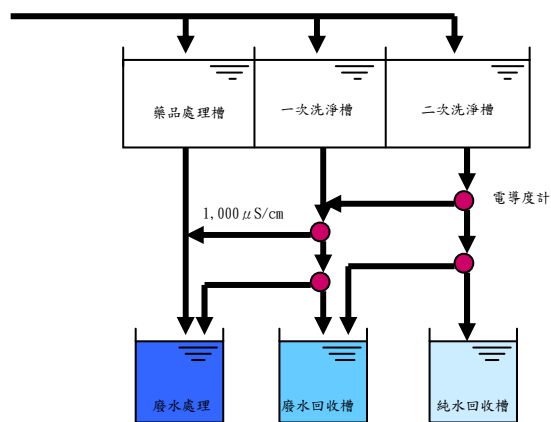 藥品處理槽
一次洗淨槽
二次洗淨槽
電導度計
1,000μS/cm
廢水處理
廢水回收槽
純水回收槽